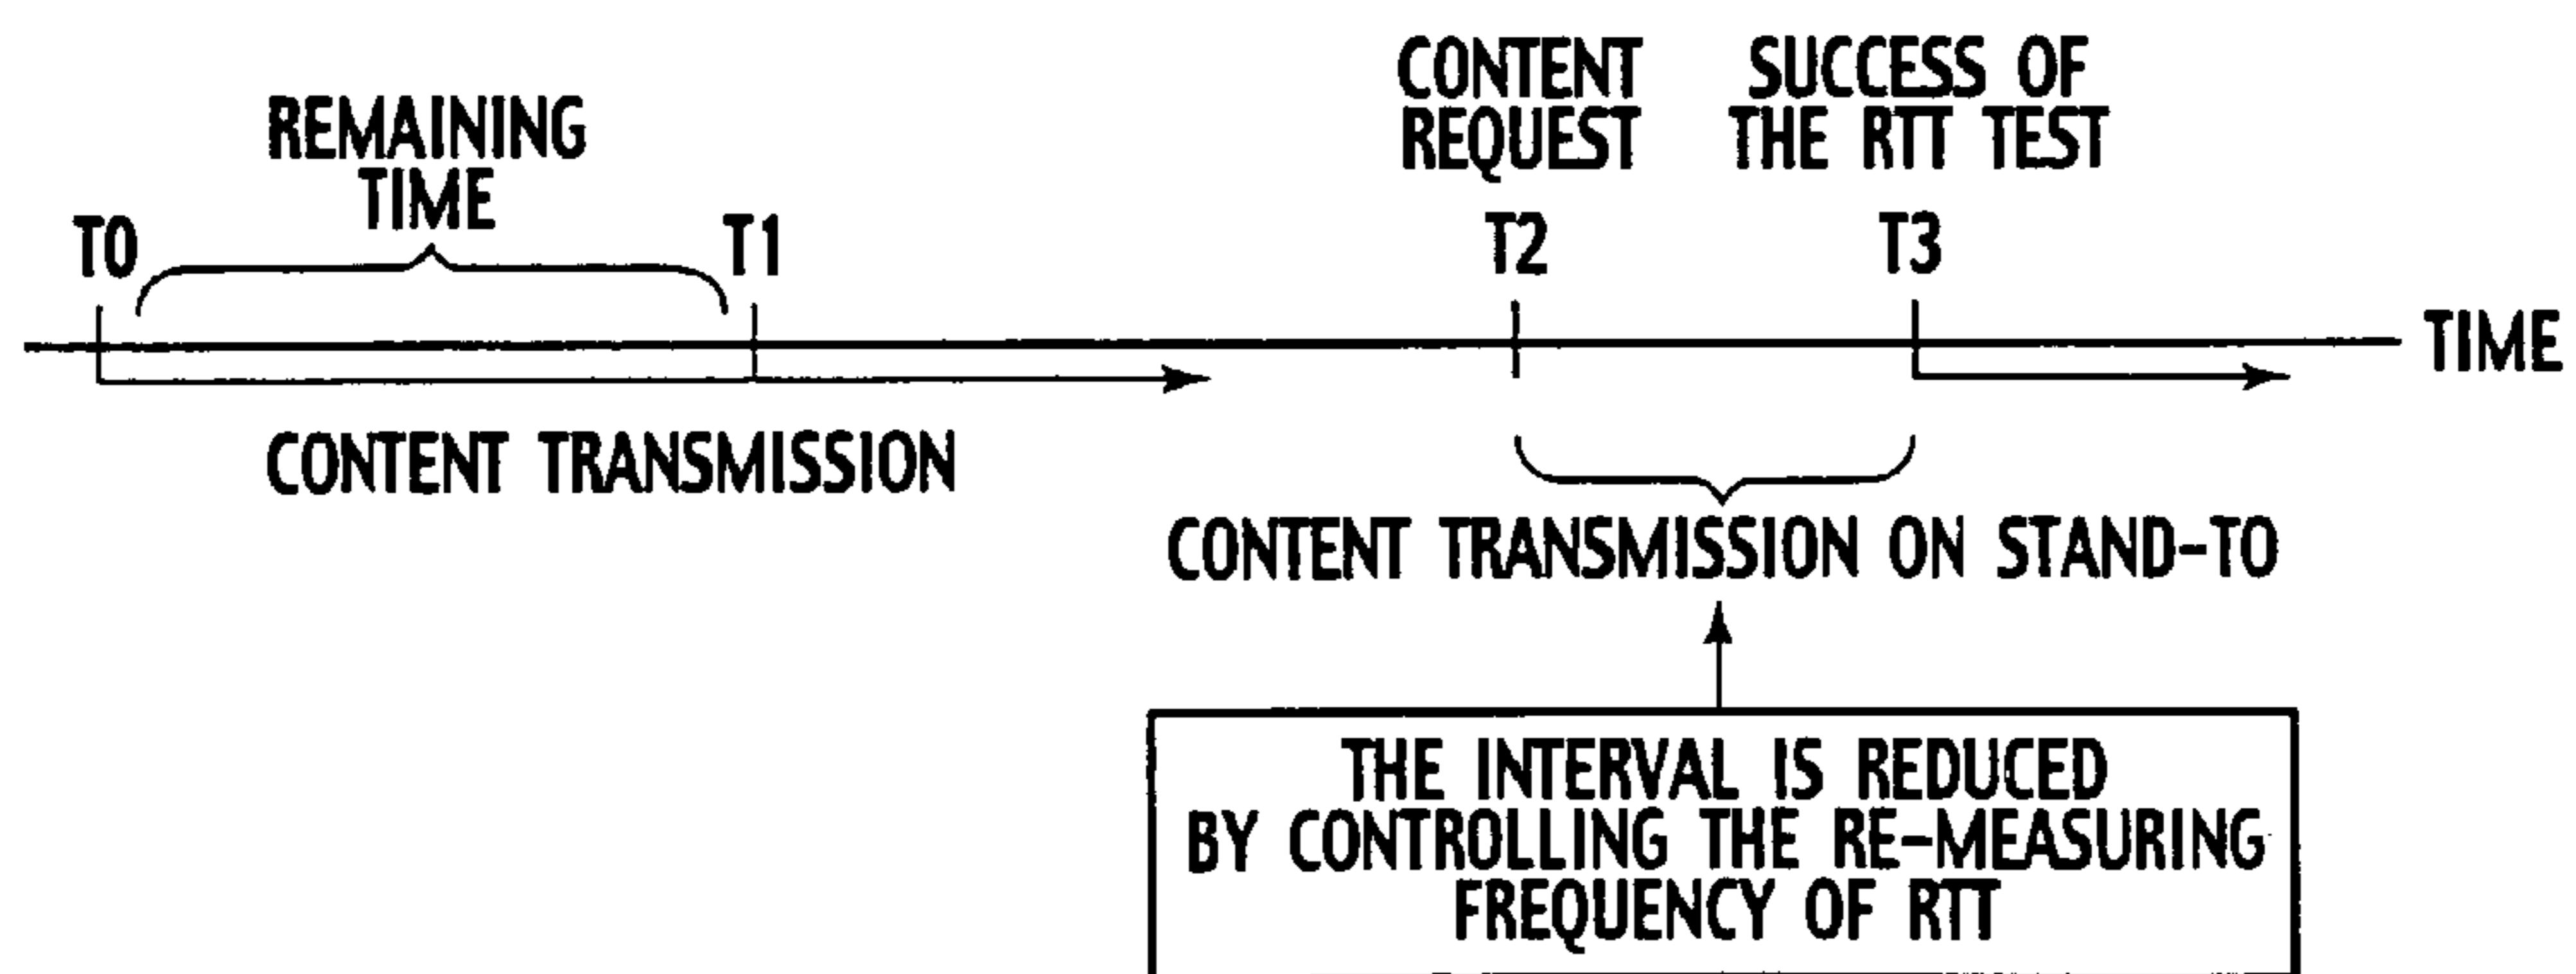 REMAINING
TIME
T0
T1
CONTENT
REQUEST
T2
SUCCESS OF
THE RTT TEST
T3
TIME
CONTENT TRANSMISSION
CONTENT TRANSMISSION ON STAND-TO
THE INTERVAL IS REDUCED
BY CONTROLLING THE RE-MEASURING
FREQUENCY OF RTT